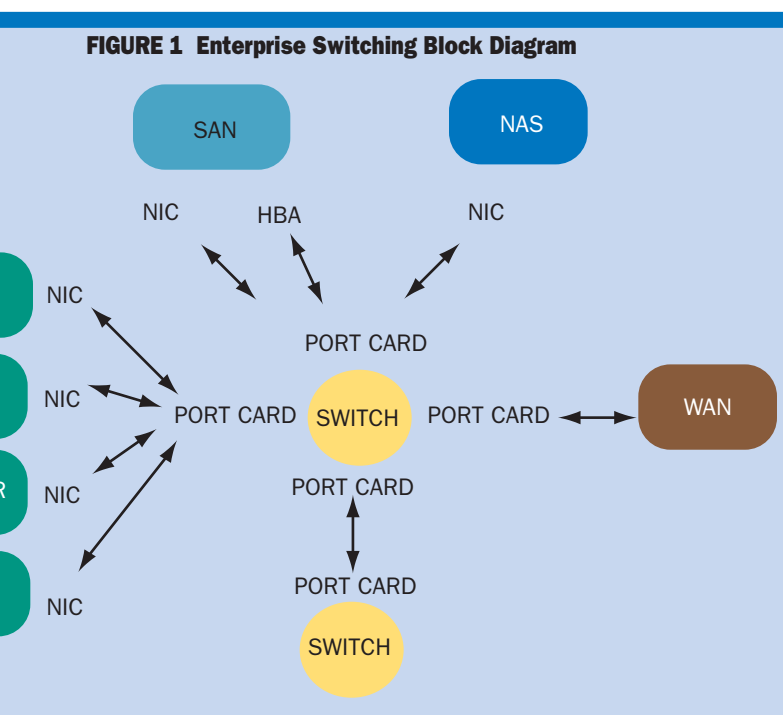 FIGURE 1 Enterprise Switching Block Diagram
SAN
NAS
NIC
HBA
NIC
NIC
PORT CARD
NIC
PORT CARD
SWITCH
PORT CARD
WAN
R
NIC
PORT CARD
PORT CARD
NIC
SWITCH